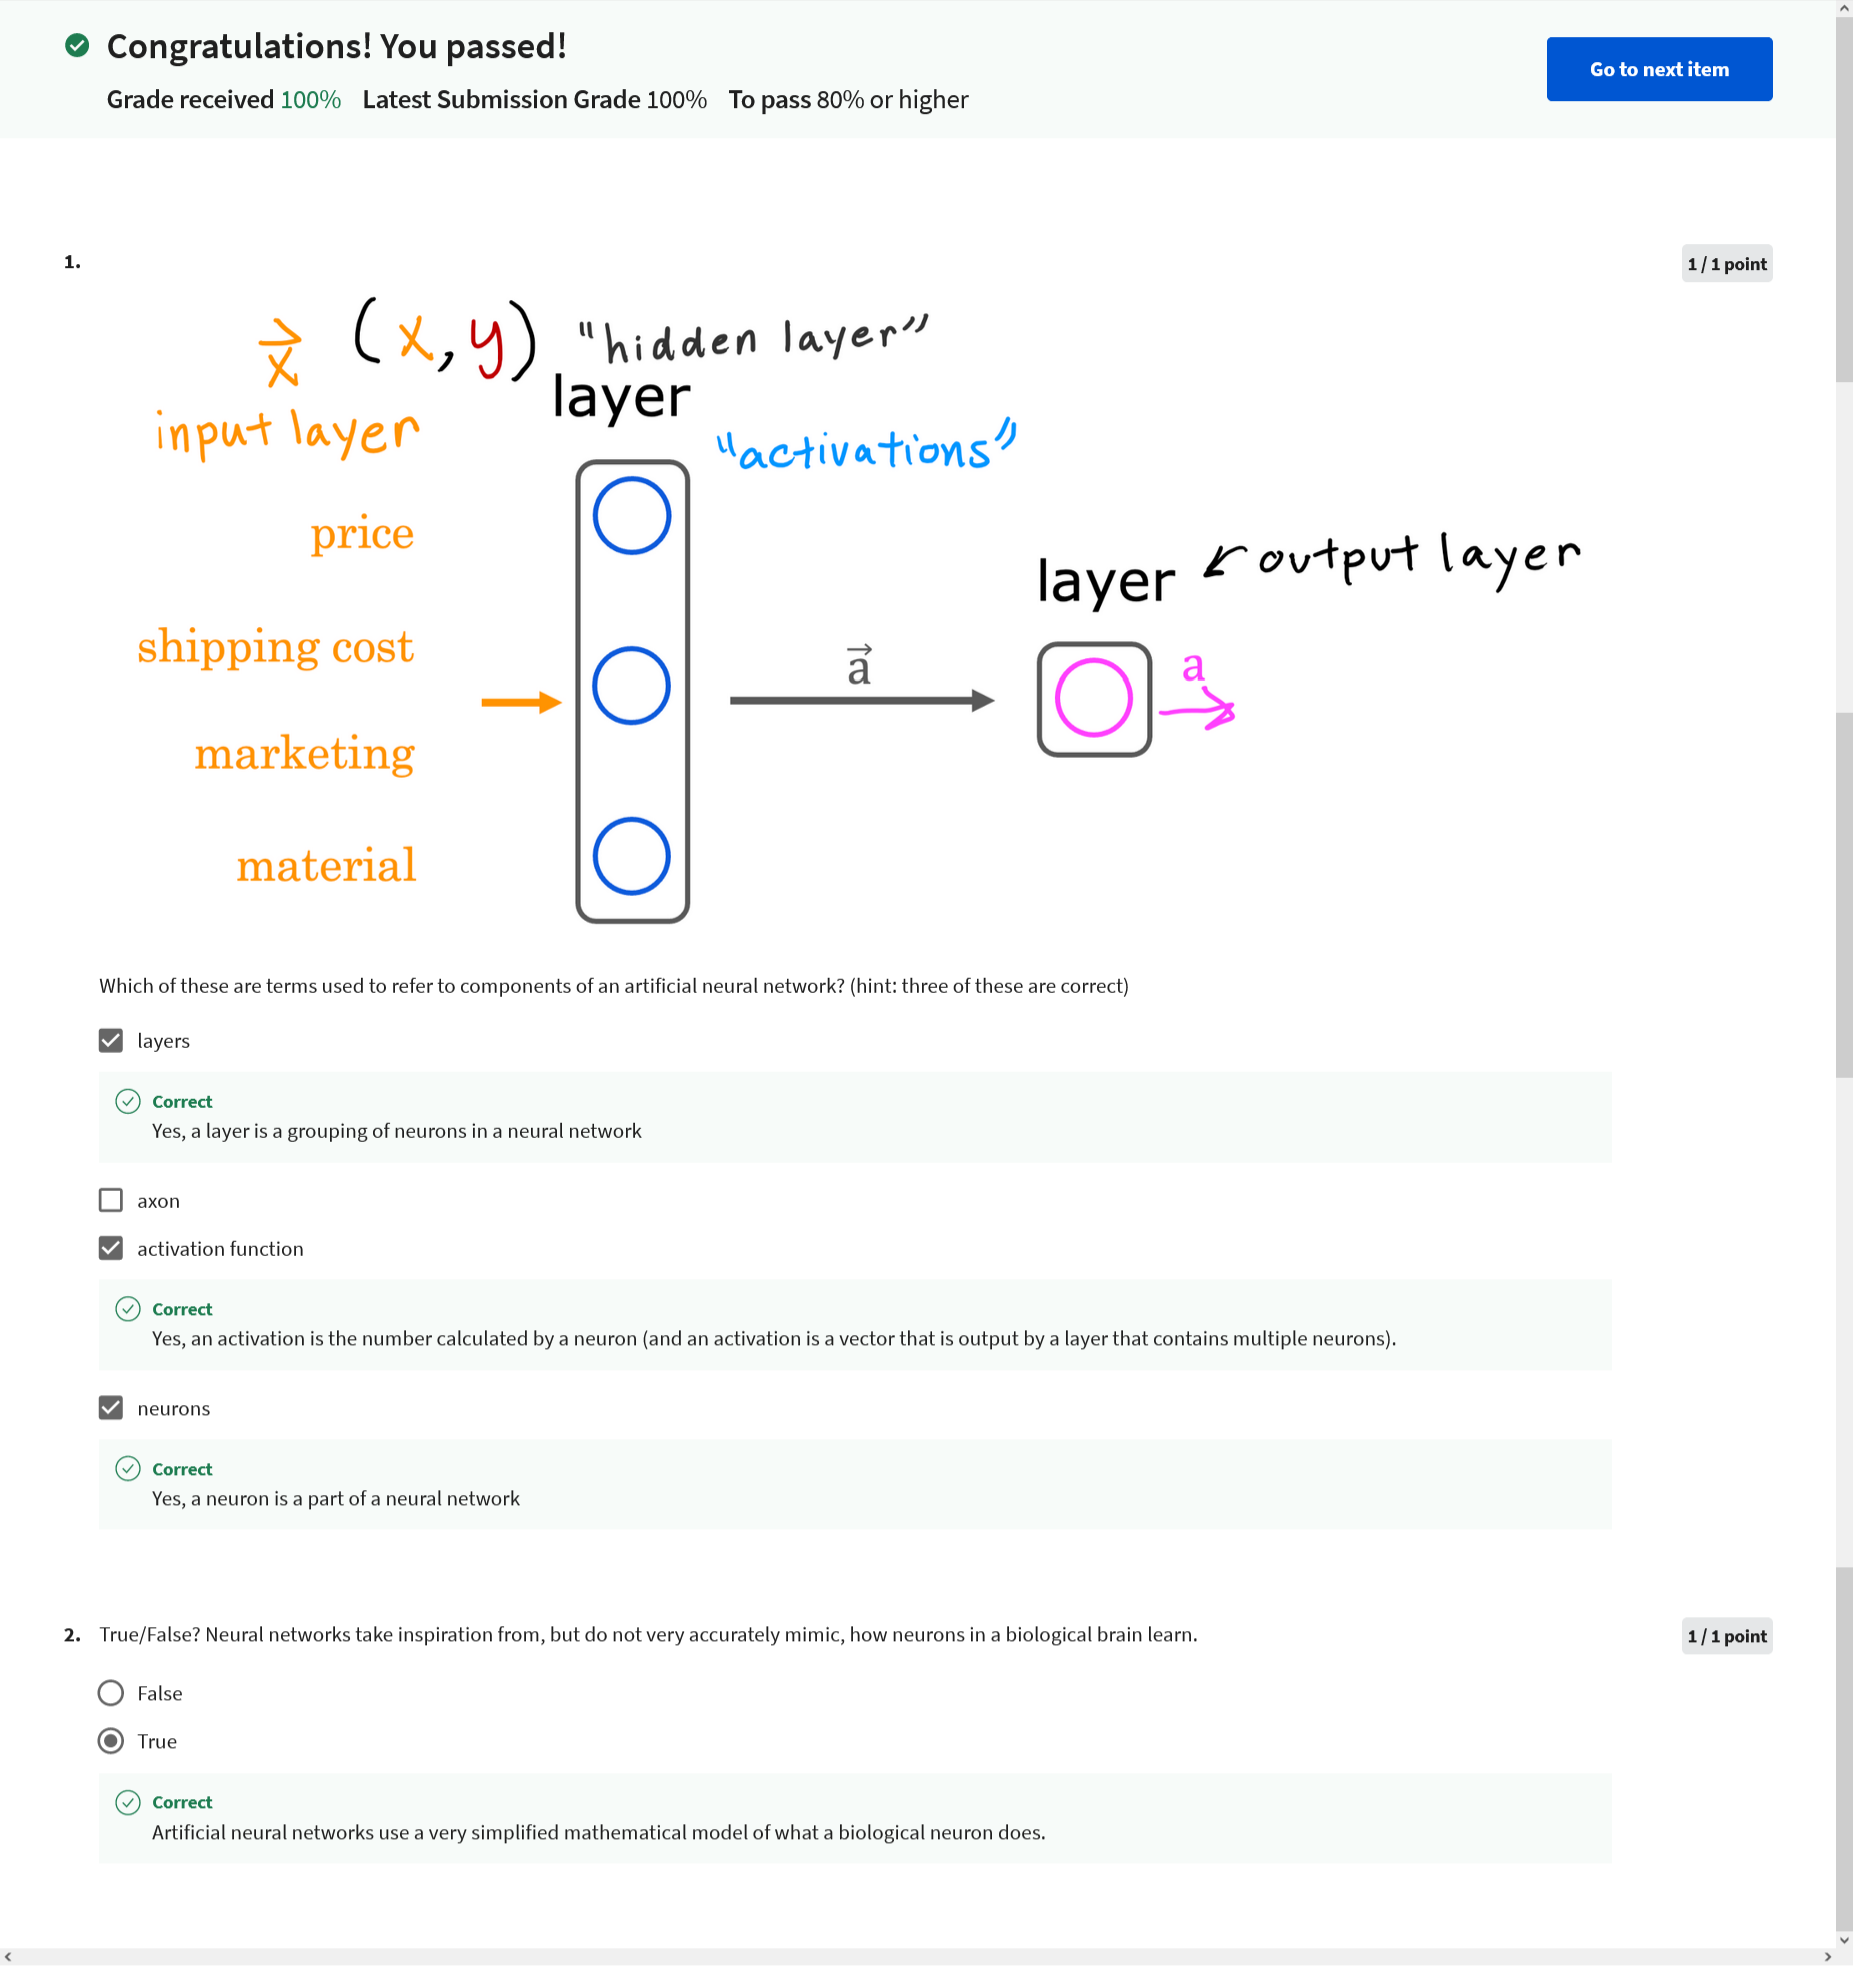 Congratulations! You passed!
Grade received 100% Latest Submission Grade 100% To pass 80% or higher
Go to next item
1.
1 / 1 point
x⃗ (x, y) "hidden layer"
layer
input layer
"activations"
price
layer ↙ output layer
shipping cost
a⃗
a
marketing
material
Which of these are terms used to refer to components of an artificial neural network? (hint: three of these are correct)
layers
Correct
Yes, a layer is a grouping of neurons in a neural network
axon
activation function
Correct
Yes, an activation is the number calculated by a neuron (and an activation is a vector that is output by a layer that contains multiple neurons).
neurons
Correct
Yes, a neuron is a part of a neural network
2. True/False? Neural networks take inspiration from, but do not very accurately mimic, how neurons in a biological brain learn.
1 / 1 point
False
True
Correct
Artificial neural networks use a very simplified mathematical model of what a biological neuron does.